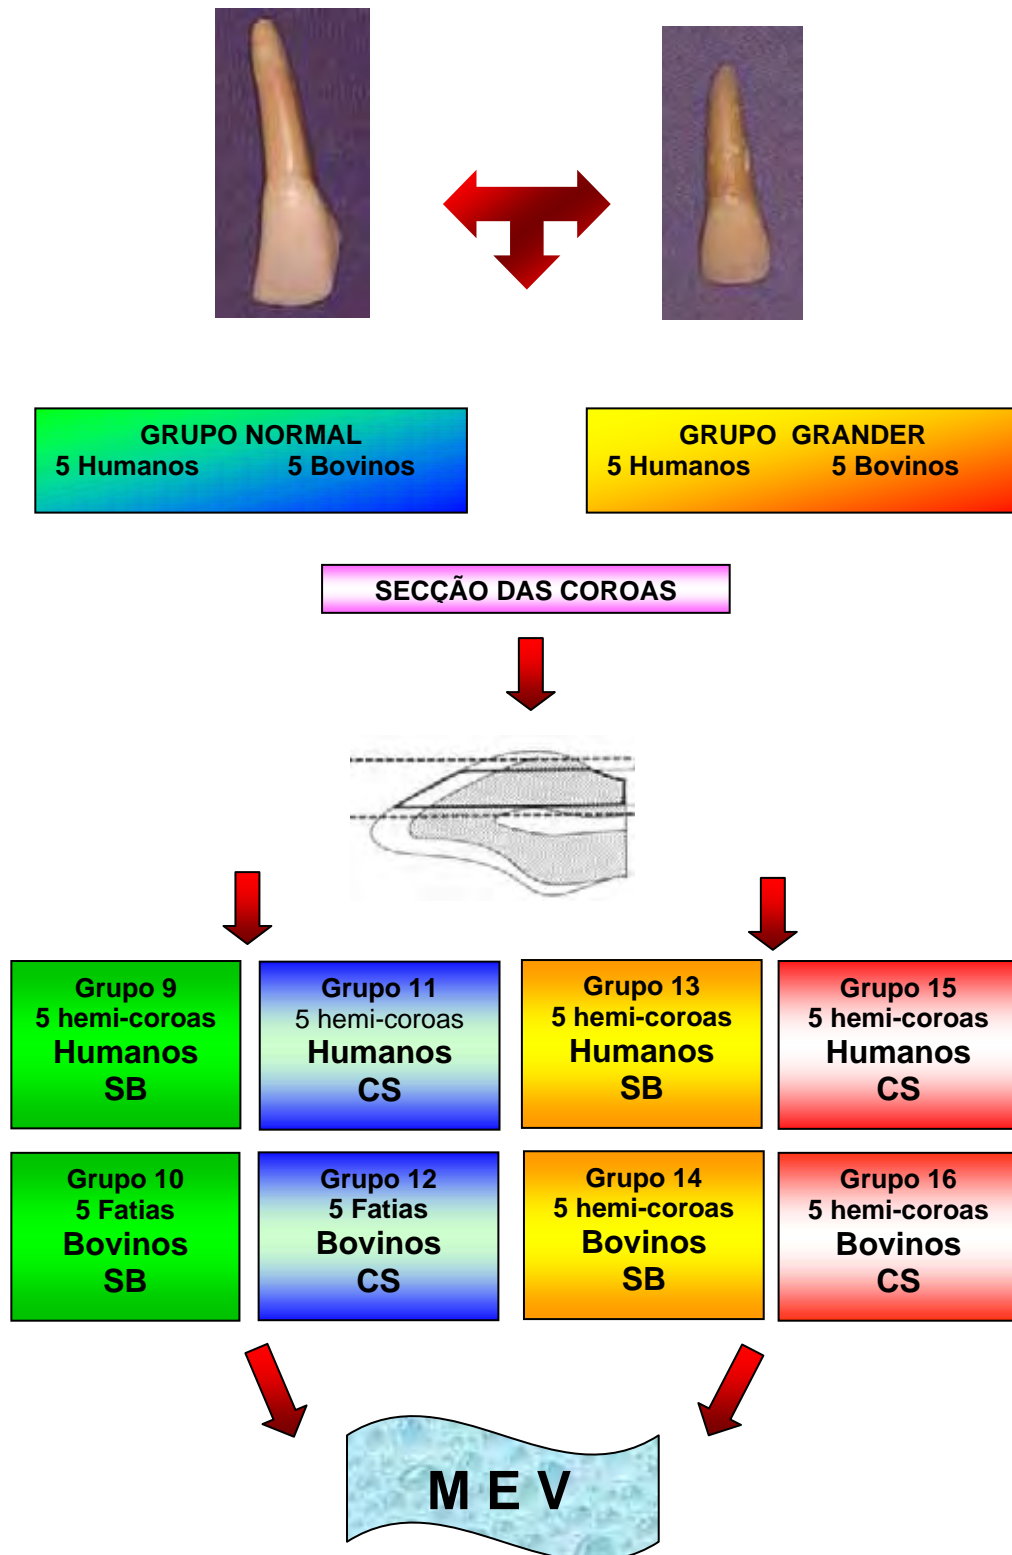 GRUPO NORMAL
5 Humanos 5 Bovinos
GRUPO GRANDER
5 Humanos 5 Bovinos
SECÇÃO DAS COROAS
Grupo 9
5 hemi-coroas
Humanos
SB
Grupo 11
5 hemi-coroas
Humanos
CS
Grupo 13
5 hemi-coroas
Humanos
SB
Grupo 15
5 hemi-coroas
Humanos
CS
Grupo 10
5 Fatias
Bovinos
SB
Grupo 12
5 Fatias
Bovinos
CS
Grupo 14
5 hemi-coroas
Bovinos
SB
Grupo 16
5 hemi-coroas
Bovinos
CS
M E V